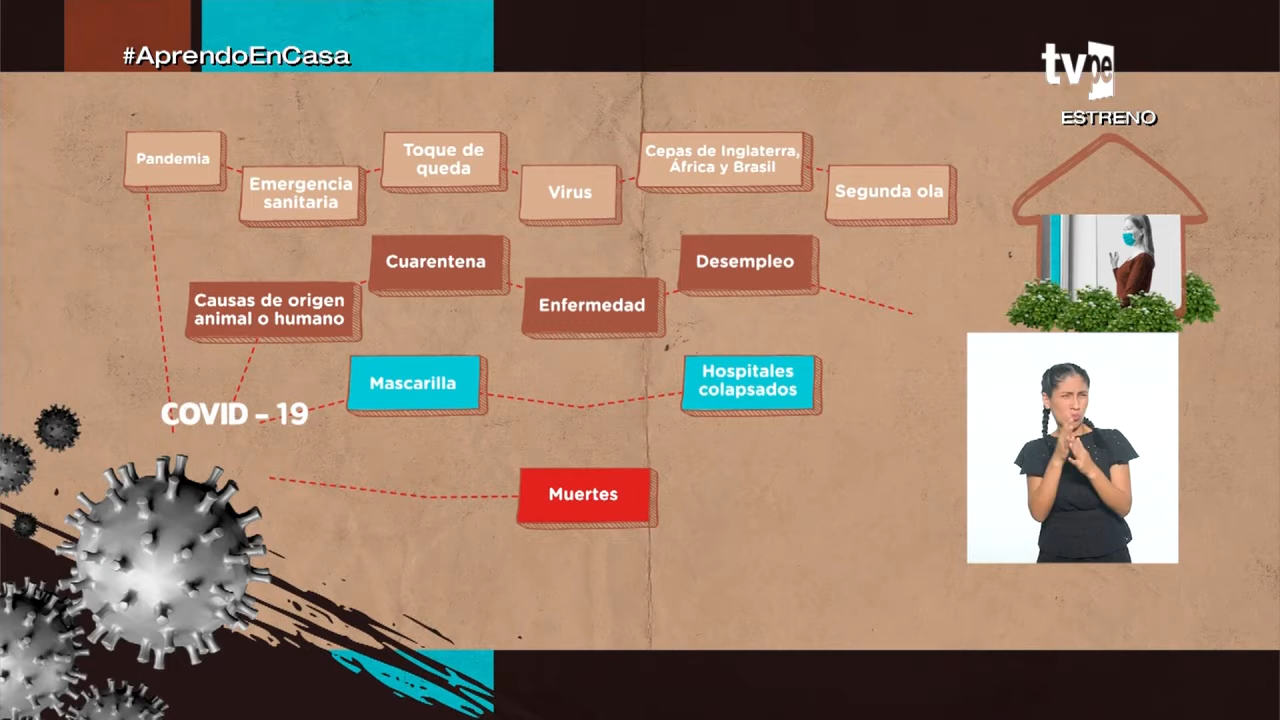 #AprendoEnCasa
tvpe
ESTRENO
Pandemia
Emergencia
sanitaria
Toque de
queda
Virus
Cepas de Inglaterra,
África y Brasil
Segunda ola
Causas de origen
animal o humano
Cuarentena
Enfermedad
Desempleo
COVID – 19
Mascarilla
Hospitales
colapsados
Muertes